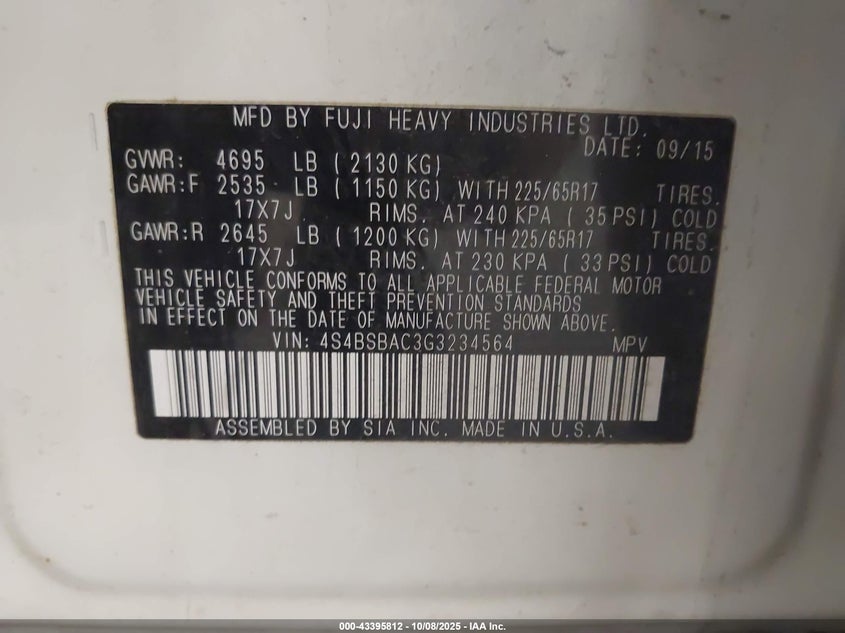 MFD BY FUJI HEAVY INDUSTRIES LTD.
DATE: 09/15
GVWR: 4695 LB ( 2130 KG)
GAWR:F 2535 LB ( 1150 KG) WITH 225/65R17 TIRES.
17X7J RIMS. AT 240 KPA ( 35 PSI) COLD
GAWR:R 2645 LB ( 1200 KG) WITH 225/65R17 TIRES.
17X7J RIMS. AT 230 KPA ( 33 PSI) COLD
THIS VEHICLE CONFORMS TO ALL APPLICABLE FEDERAL MOTOR
VEHICLE SAFETY AND THEFT PREVENTION STANDARDS
IN EFFECT ON THE DATE OF MANUFACTURE SHOWN ABOVE.
VIN: 4S4BSBAC3G3234564 MPV
ASSEMBLED BY SIA INC. MADE IN U.S.A.
000-43395812 - 10/08/2025 - IAA Inc.